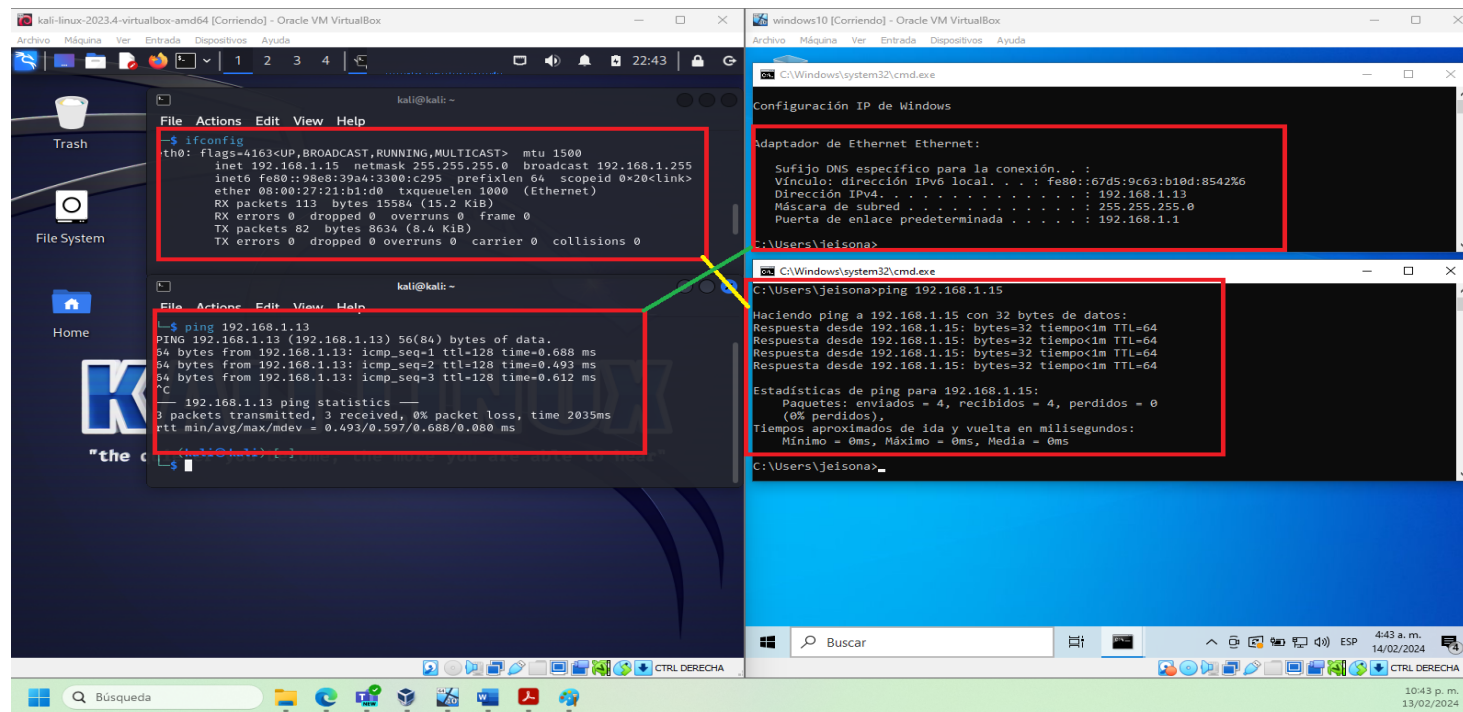 kali-linux-2023.4-virtualbox-amd64 [Corriendo] - Oracle VM VirtualBox
Archivo Máquina Ver Entrada Dispositivos Ayuda
1 2 3 4
22:43
Trash
File System
Home
kali@kali: ~
File Actions Edit View Help
$ ifconfig
eth0: flags=4163<UP,BROADCAST,RUNNING,MULTICAST> mtu 1500
inet 192.168.1.15 netmask 255.255.255.0 broadcast 192.168.1.255
inet6 fe80::98e8:39a4:3300:c295 prefixlen 64 scopeid 0×20<link>
ether 08:00:27:21:b1:d0 txqueuelen 1000 (Ethernet)
RX packets 113 bytes 15584 (15.2 KiB)
RX errors 0 dropped 0 overruns 0 frame 0
TX packets 82 bytes 8634 (8.4 KiB)
TX errors 0 dropped 0 overruns 0 carrier 0 collisions 0
kali@kali: ~
File Actions Edit View Help
$ ping 192.168.1.13
PING 192.168.1.13 (192.168.1.13) 56(84) bytes of data.
64 bytes from 192.168.1.13: icmp_seq=1 ttl=128 time=0.688 ms
64 bytes from 192.168.1.13: icmp_seq=2 ttl=128 time=0.493 ms
64 bytes from 192.168.1.13: icmp_seq=3 ttl=128 time=0.612 ms
^C
— 192.168.1.13 ping statistics —
3 packets transmitted, 3 received, 0% packet loss, time 2035ms
rtt min/avg/max/mdev = 0.493/0.597/0.688/0.080 ms
(kali㉿kali)-[~]
$
"the
the more you are able to hear"
CTRL DERECHA
windows10 [Corriendo] - Oracle VM VirtualBox
Archivo Máquina Ver Entrada Dispositivos Ayuda
C:\Windows\system32\cmd.exe
Configuración IP de Windows
Adaptador de Ethernet Ethernet:
Sufijo DNS específico para la conexión. . :
Vínculo: dirección IPv6 local. . . : fe80::67d5:9c63:b10d:8542%6
Dirección IPv4. . . . . . . . . . . . . . : 192.168.1.13
Máscara de subred . . . . . . . . . . . . : 255.255.255.0
Puerta de enlace predeterminada . . . . . : 192.168.1.1
C:\Users\jeisona>
C:\Windows\system32\cmd.exe
C:\Users\jeisona>ping 192.168.1.15
Haciendo ping a 192.168.1.15 con 32 bytes de datos:
Respuesta desde 192.168.1.15: bytes=32 tiempo<1m TTL=64
Respuesta desde 192.168.1.15: bytes=32 tiempo<1m TTL=64
Respuesta desde 192.168.1.15: bytes=32 tiempo<1m TTL=64
Respuesta desde 192.168.1.15: bytes=32 tiempo<1m TTL=64
Estadísticas de ping para 192.168.1.15:
Paquetes: enviados = 4, recibidos = 4, perdidos = 0
(0% perdidos),
Tiempos aproximados de ida y vuelta en milisegundos:
Mínimo = 0ms, Máximo = 0ms, Media = 0ms
C:\Users\jeisona>
Buscar
ESP
4:43 a. m.
14/02/2024
4
CTRL DERECHA
Búsqueda
10:43 p. m.
13/02/2024